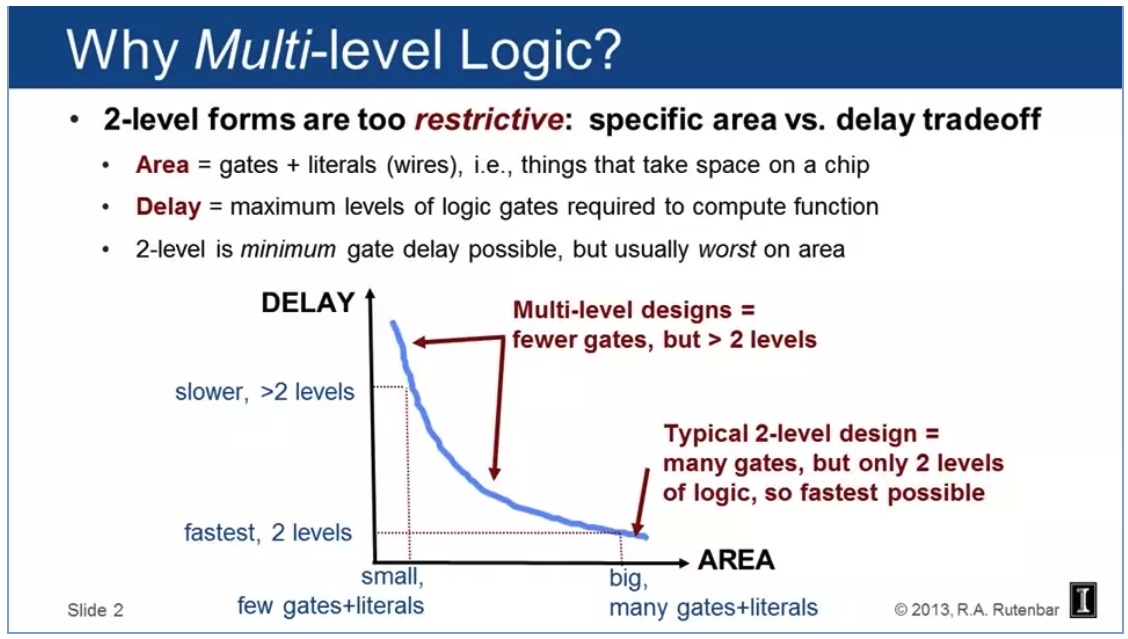 Why Multi-level Logic?
• 2-level forms are too restrictive: specific area vs. delay tradeoff
• Area = gates + literals (wires), i.e., things that take space on a chip
• Delay = maximum levels of logic gates required to compute function
• 2-level is minimum gate delay possible, but usually worst on area
DELAY
Multi-level designs =
fewer gates, but > 2 levels
slower, >2 levels
Typical 2-level design =
many gates, but only 2 levels
of logic, so fastest possible
fastest, 2 levels
AREA
small,
few gates+literals
big,
many gates+literals
Slide 2
© 2013, R.A. Rutenbar
I